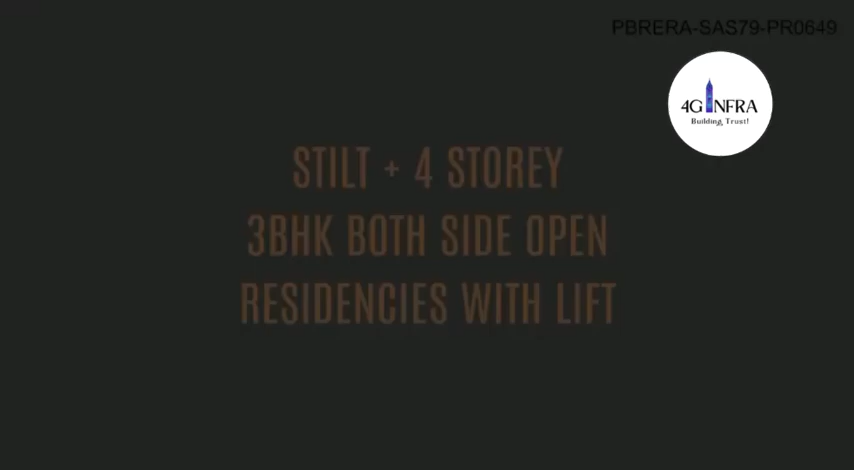 PBRERA-SAS79-PR0649
4G INFRA
Building Trust!
STILT + 4 STOREY
3BHK BOTH SIDE OPEN
RESIDENCIES WITH LIFT